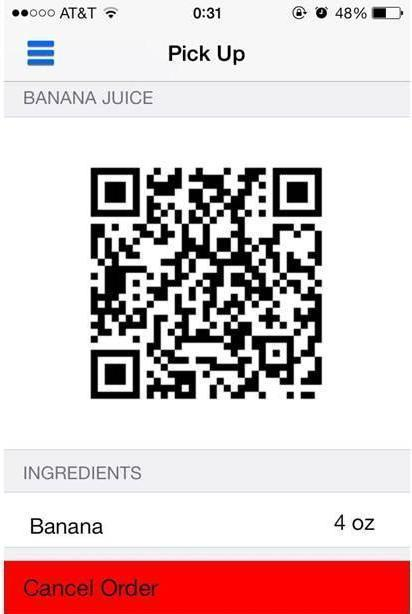 AT&T 0:31 48%
Pick Up
BANANA JUICE
INGREDIENTS
Banana 4 oz
Cancel Order